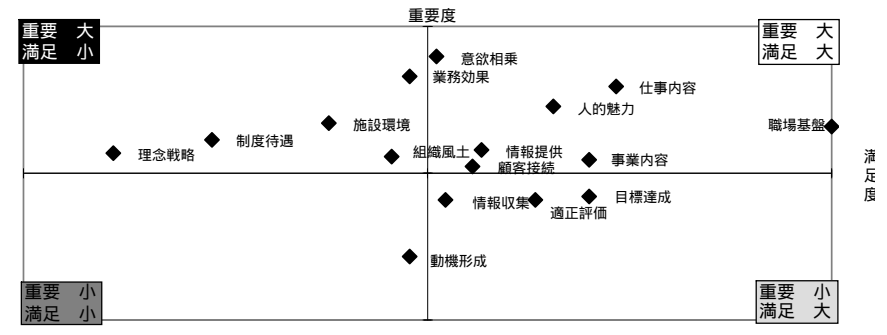 重要度
重要 大
満足 小
重要 大
満足 大
意欲相乗
業務効果
仕事内容
人的魅力
施設環境
職場基盤
制度待遇
理念戦略
組織風土
情報提供
顧客接続
事業内容
満足度
目標達成
情報収集
適正評価
動機形成
重要 小
満足 小
重要 小
満足 大